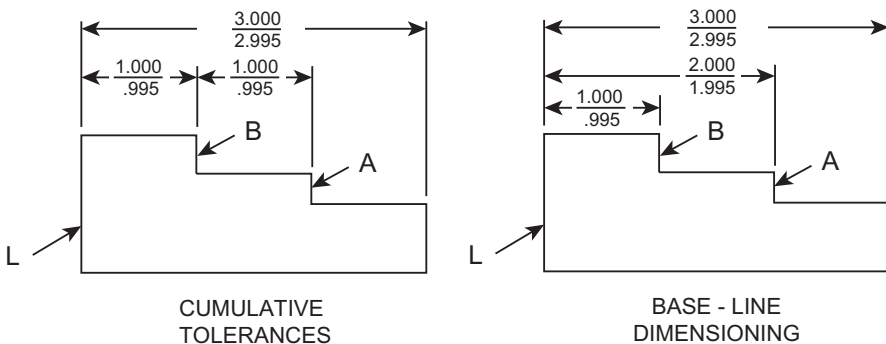 3.000
2.995
1.000
.995
1.000
.995
B
A
L
CUMULATIVE
TOLERANCES
3.000
2.995
2.000
1.995
1.000
.995
B
A
L
BASE - LINE
DIMENSIONING